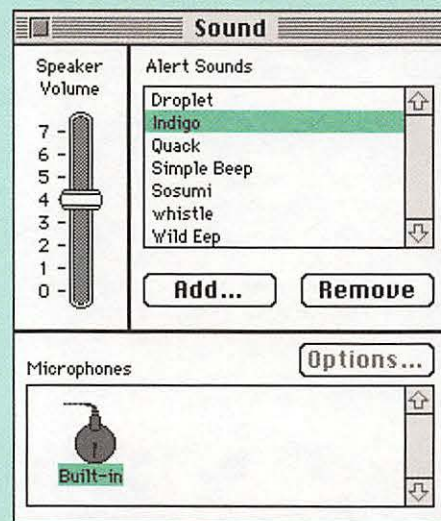 Sound
Speaker
Volume
7
6
5
4
3
2
1
0
Alert Sounds
Droplet
Indigo
Quack
Simple Beep
Sosumi
whistle
Wild Eep
Add...
Remove
Microphones
Options...
Built-in